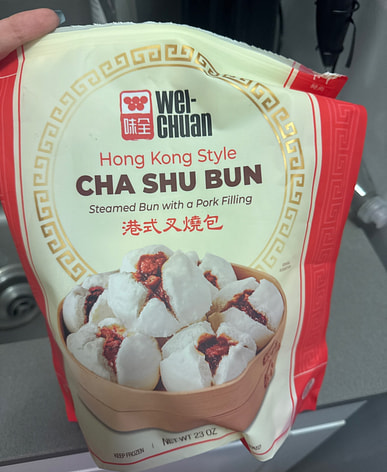 味全
Wei-
CHUAN
Hong Kong Style
CHA SHU BUN
Steamed Bun with a Pork Filling
港式叉燒包
KEEP FROZEN
NET WT 23 OZ